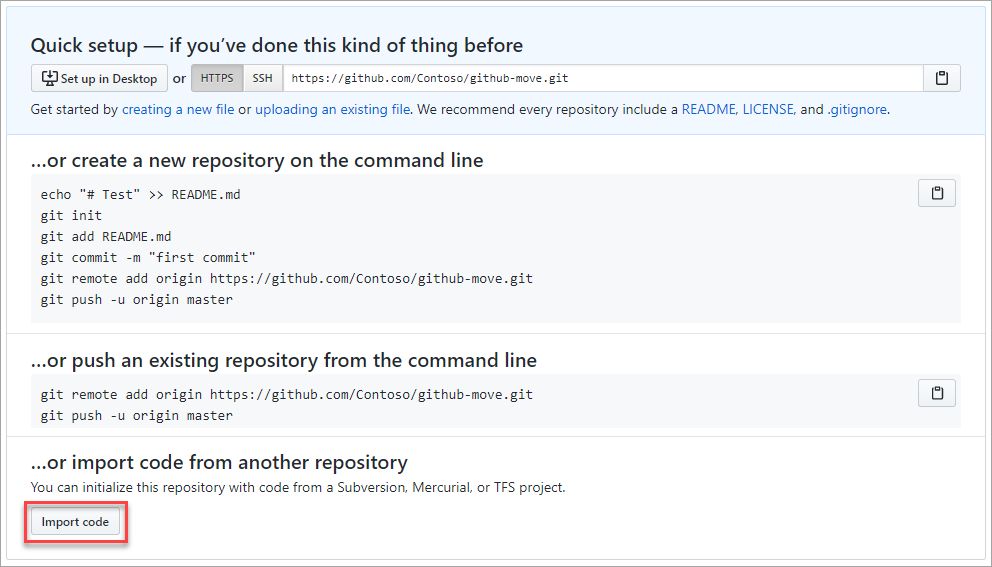 Quick setup — if you’ve done this kind of thing before
Set up in Desktop or HTTPS SSH https://github.com/Contoso/github-move.git
Get started by creating a new file or uploading an existing file. We recommend every repository include a README, LICENSE, and .gitignore.
…or create a new repository on the command line
echo "# Test" >> README.md
git init
git add README.md
git commit -m "first commit"
git remote add origin https://github.com/Contoso/github-move.git
git push -u origin master
…or push an existing repository from the command line
git remote add origin https://github.com/Contoso/github-move.git
git push -u origin master
…or import code from another repository
You can initialize this repository with code from a Subversion, Mercurial, or TFS project.
Import code